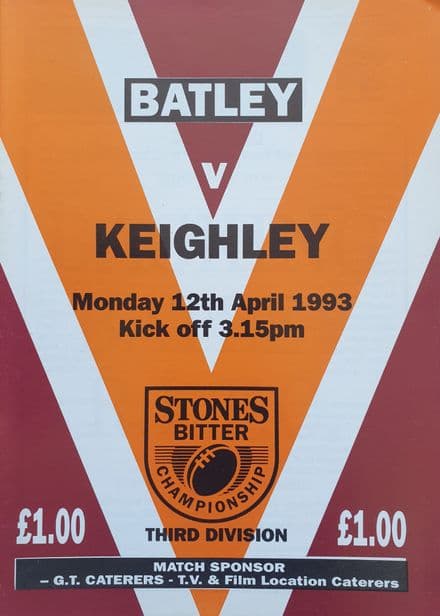 BATLEY
v
KEIGHLEY
Monday 12th April 1993
Kick off 3.15pm
STONES
BITTER
CHAMPIONSHIP
THIRD DIVISION
£1.00
£1.00
MATCH SPONSOR
– G.T. CATERERS - T.V. & Film Location Caterers